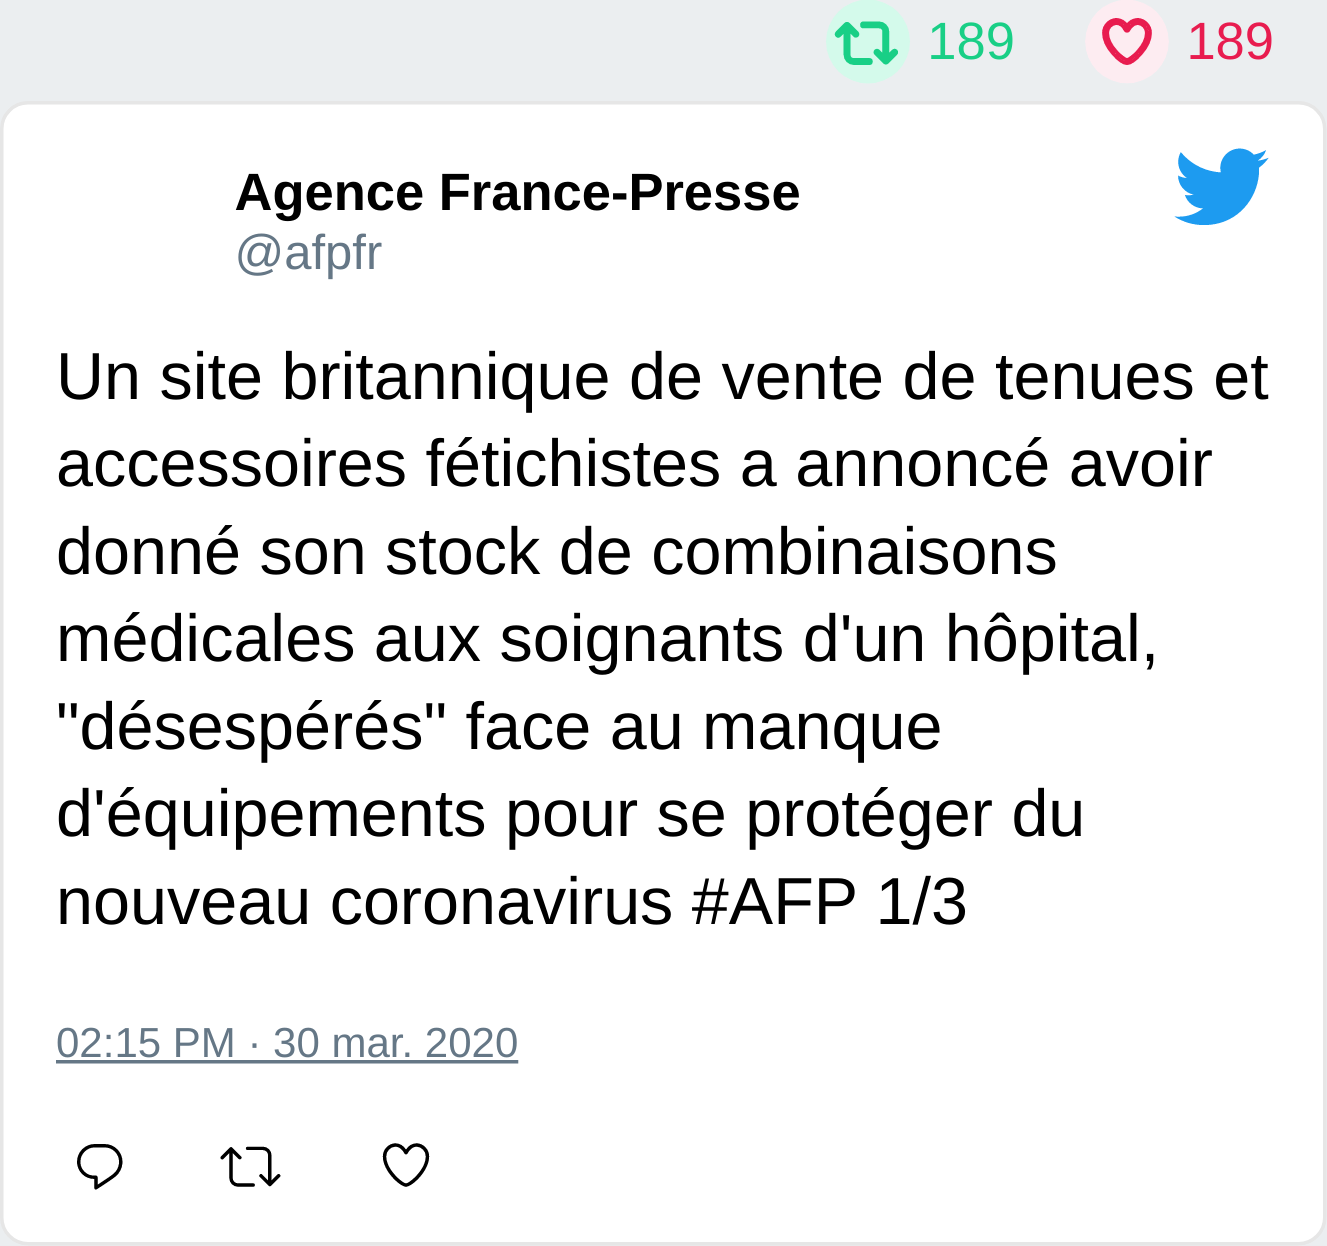 189 189
Agence France-Presse
@afpfr
Un site britannique de vente de tenues et
accessoires fétichistes a annoncé avoir
donné son stock de combinaisons
médicales aux soignants d'un hôpital,
"désespérés" face au manque
d'équipements pour se protéger du
nouveau coronavirus #AFP 1/3
02:15 PM · 30 mar. 2020